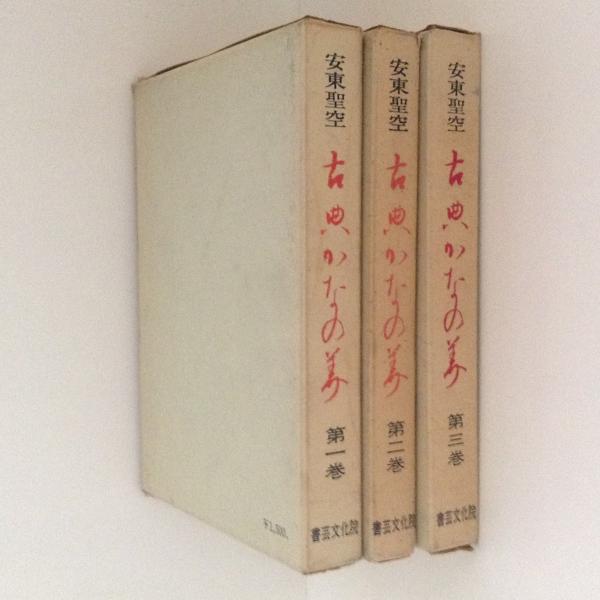 安東聖空
古典かなの美
第一巻
書芸文化院
安東聖空
古典かなの美
第二巻
書芸文化院
安東聖空
古典かなの美
第三巻
書芸文化院